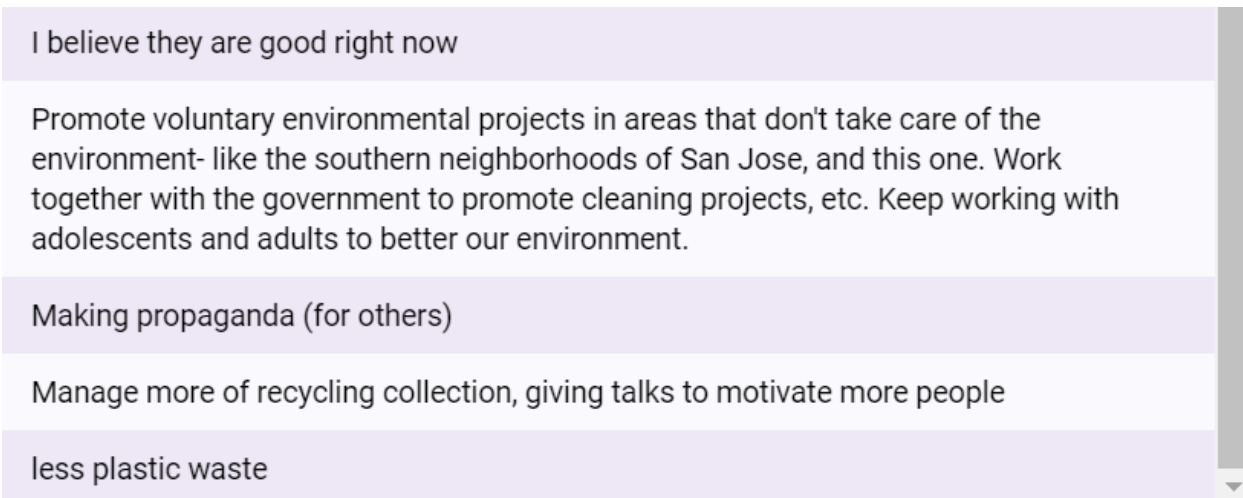 I believe they are good right now
Promote voluntary environmental projects in areas that don't take care of the
environment- like the southern neighborhoods of San Jose, and this one. Work
together with the government to promote cleaning projects, etc. Keep working with
adolescents and adults to better our environment.
Making propaganda (for others)
Manage more of recycling collection, giving talks to motivate more people
less plastic waste